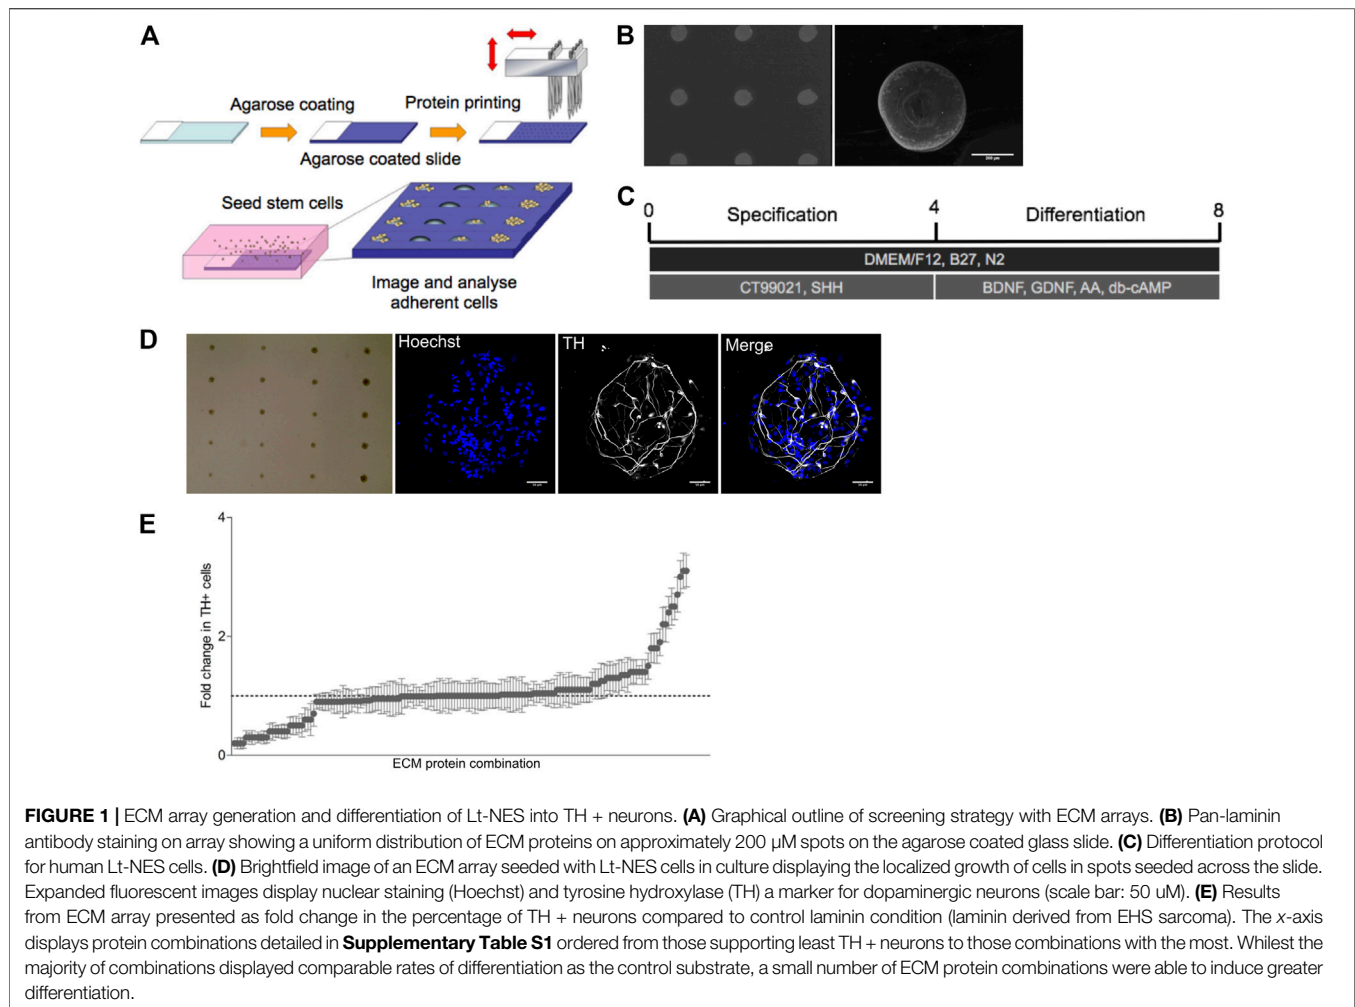 A
Agarose coating
Protein printing
Agarose coated slide
Seed stem cells
Image and analyse
adherent cells
B
200 µm
C
0
Specification
4
Differentiation
8
DMEM/F12, B27, N2
CT99021, SHH
BDNF, GDNF, AA, db-cAMP
D
Hoechst
TH
Merge
50 µm
50 µm
50 µm
E
Fold change in TH+ cells
4
2
0
ECM protein combination
FIGURE 1 | ECM array generation and differentiation of Lt-NES into TH + neurons. (A) Graphical outline of screening strategy with ECM arrays. (B) Pan-laminin
antibody staining on array showing a uniform distribution of ECM proteins on approximately 200 µM spots on the agarose coated glass slide. (C) Differentiation protocol
for human Lt-NES cells. (D) Brightfield image of an ECM array seeded with Lt-NES cells in culture displaying the localized growth of cells in spots seeded across the slide.
Expanded fluorescent images display nuclear staining (Hoechst) and tyrosine hydroxylase (TH) a marker for dopaminergic neurons (scale bar: 50 uM). (E) Results
from ECM array presented as fold change in the percentage of TH + neurons compared to control laminin condition (laminin derived from EHS sarcoma). The x-axis
displays protein combinations detailed in Supplementary Table S1 ordered from those supporting least TH + neurons to those combinations with the most. Whilest the
majority of combinations displayed comparable rates of differentiation as the control substrate, a small number of ECM protein combinations were able to induce greater
differentiation.